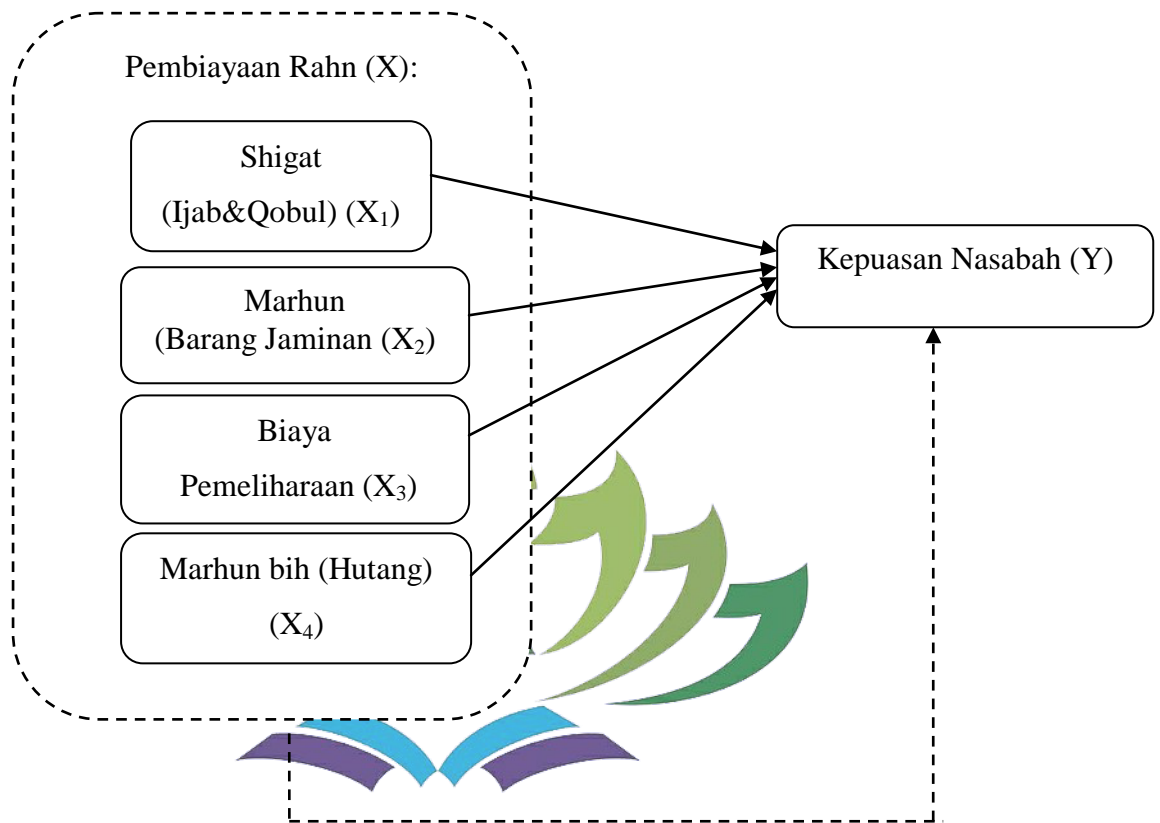 Pembiayaan Rahn (X):
Shigat
(Ijab&Qobul) (X₁)
Marhun
(Barang Jaminan (X₂)
Biaya
Pemeliharaan (X₃)
Marhun bih (Hutang)
(X₄)
Kepuasan Nasabah (Y)